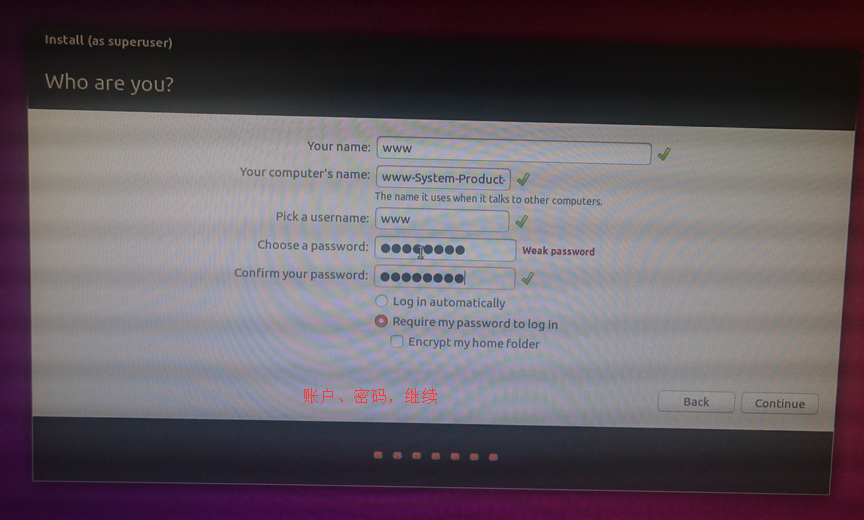 Install (as superuser)
Who are you?
Your name: www
Your computer's name: www-System-Product-
The name it uses when it talks to other computers.
Pick a username: www
Choose a password: ●●●●●●●● Weak password
Confirm your password: ●●●●●●●●
Log in automatically
Require my password to log in
Encrypt my home folder
账户、密码，继续
Back Continue